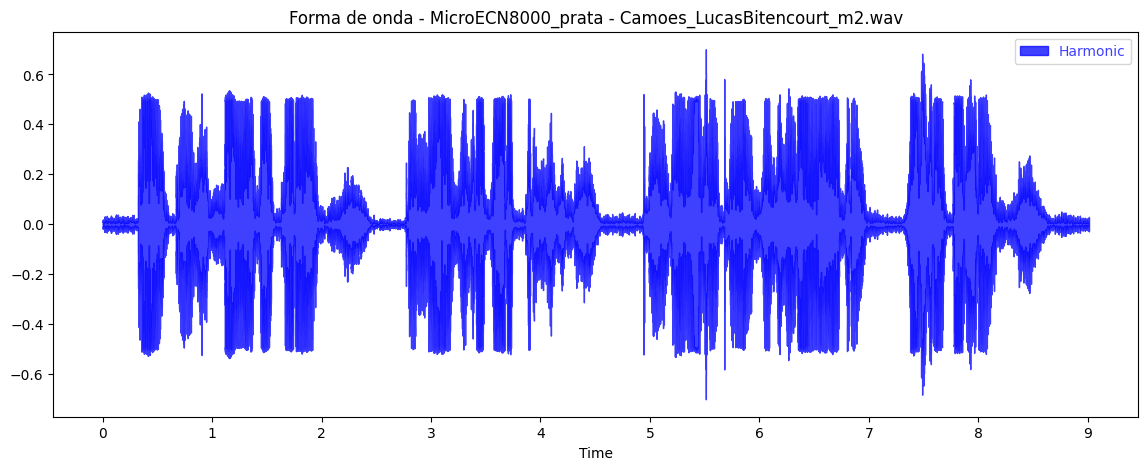 Forma de onda - MicroECN8000_prata - Camoes_LucasBitencourt_m2.wav
Harmonic
0.6
0.4
0.2
0.0
−0.2
−0.4
−0.6
0 1 2 3 4 5 6 7 8 9
Time